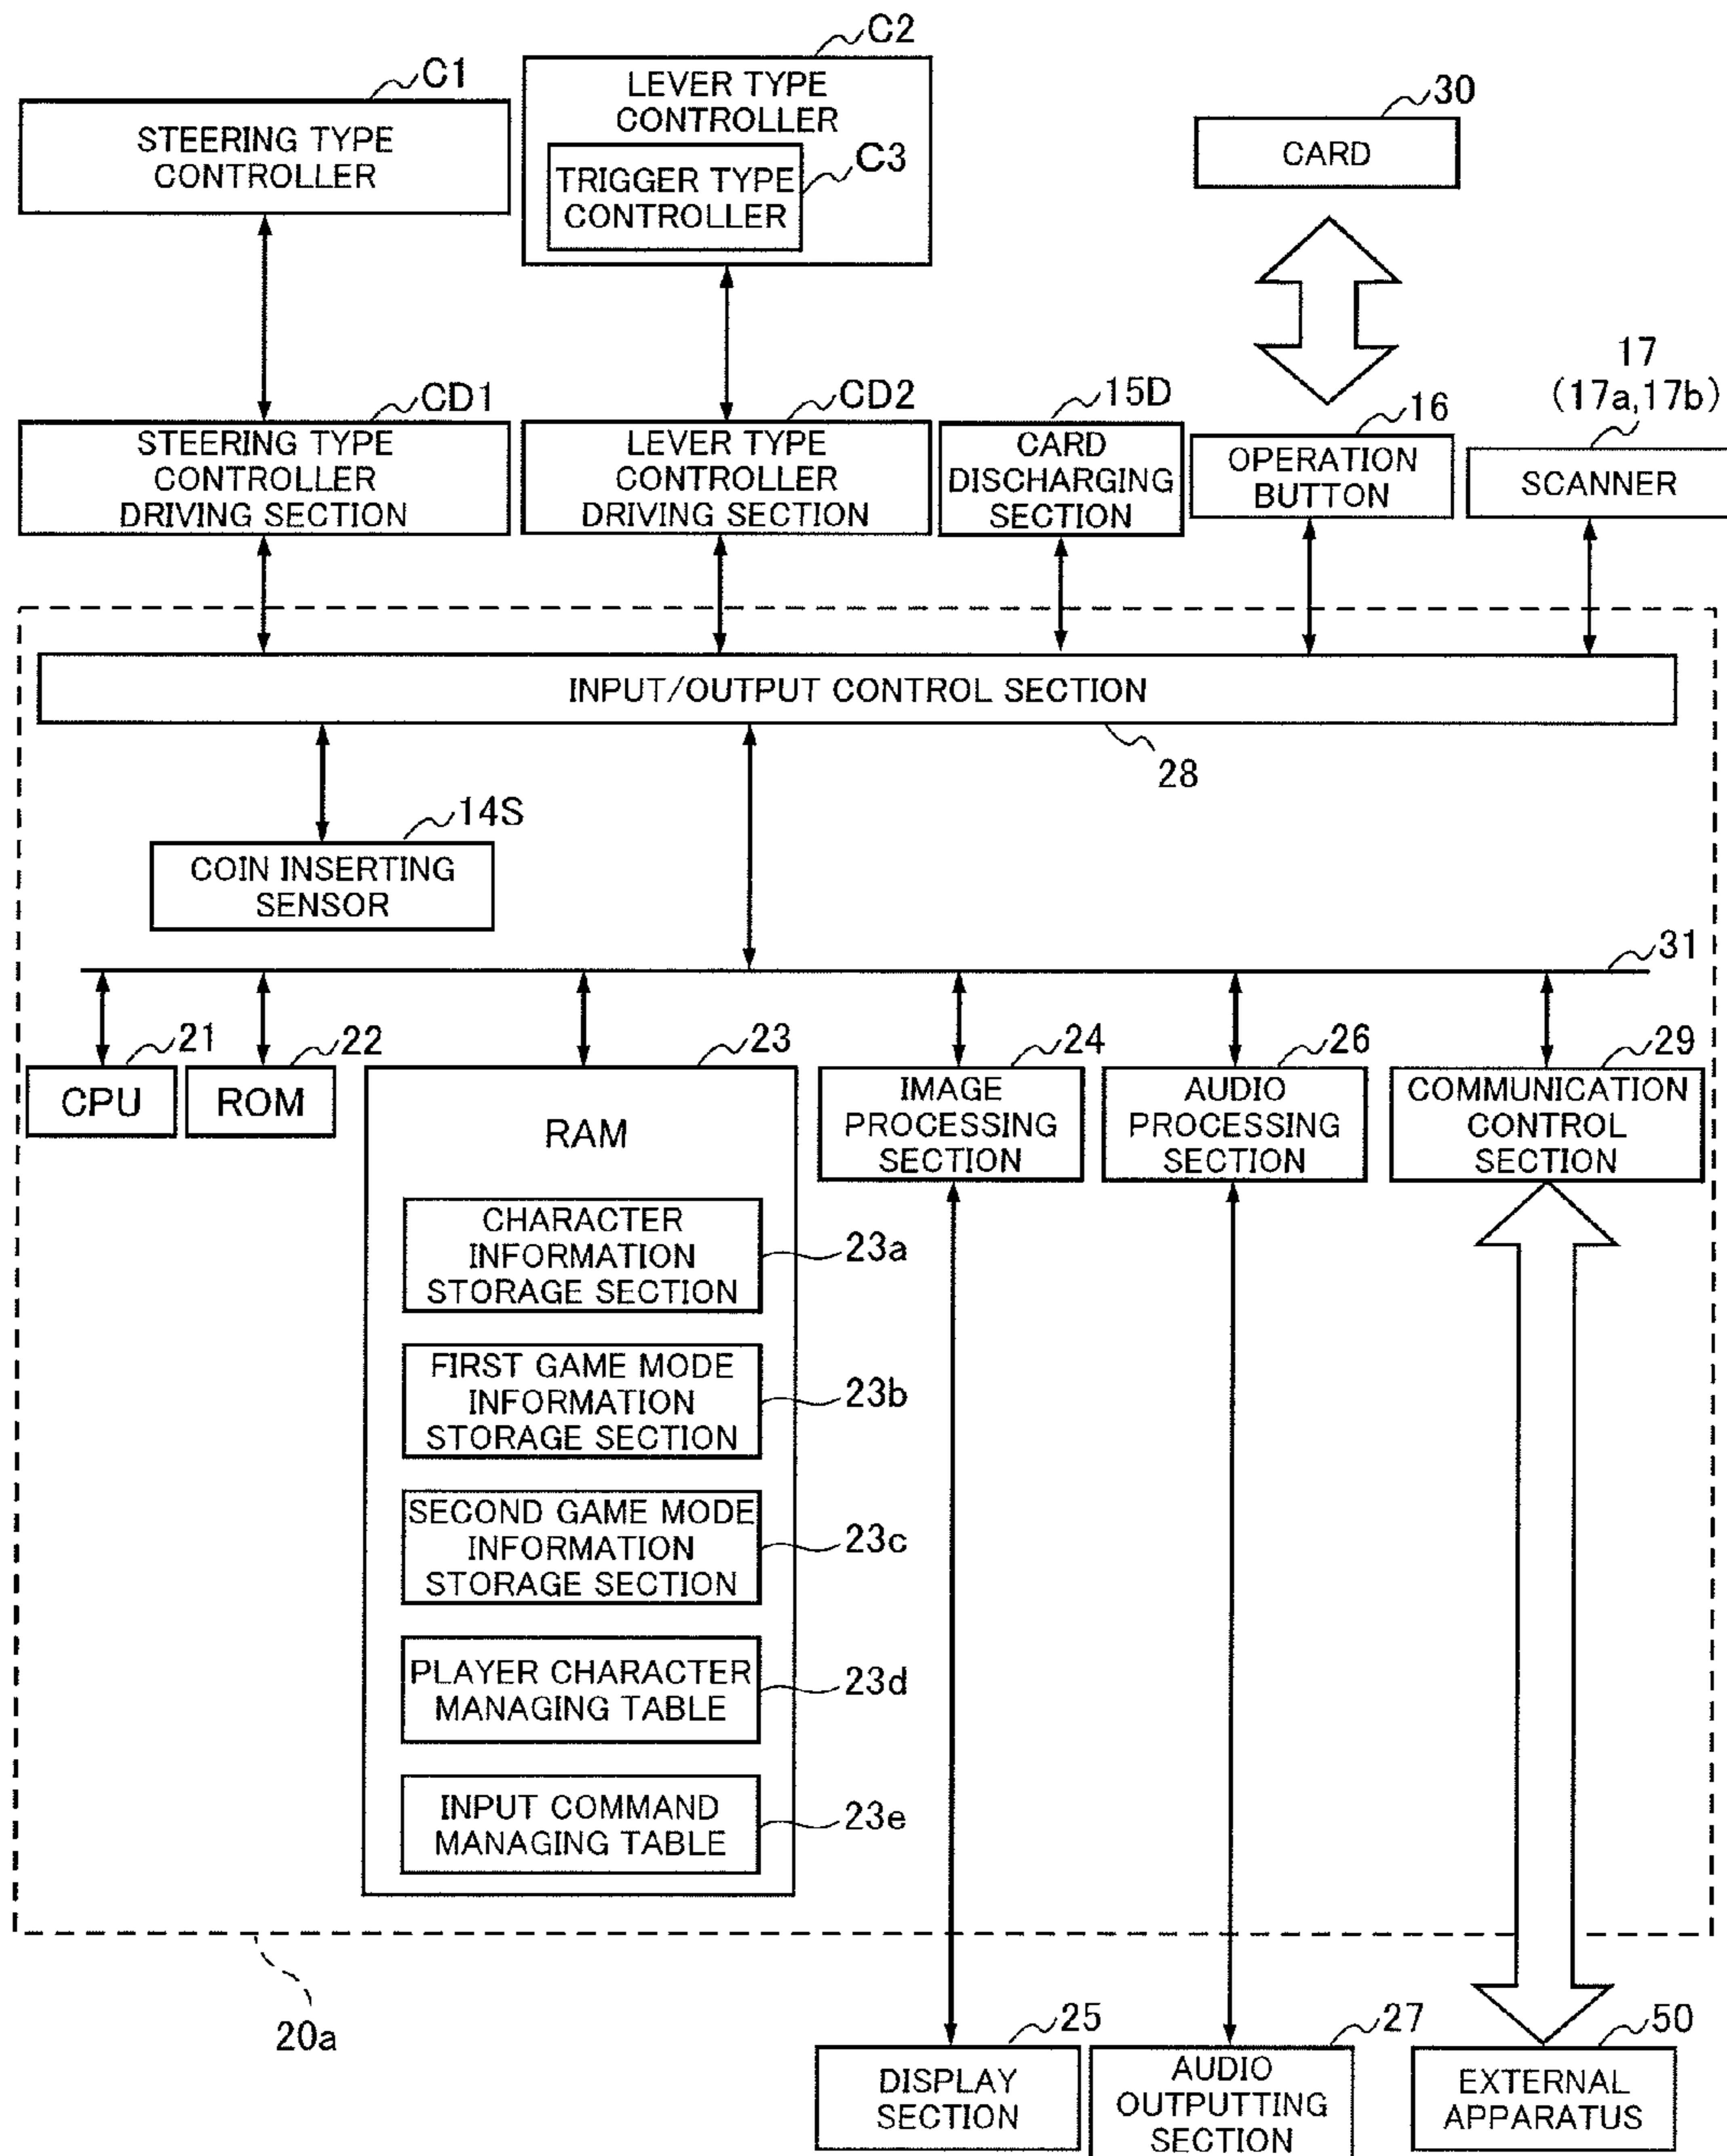 C1
STEERING TYPE
CONTROLLER
C2
LEVER TYPE
CONTROLLER
C3
TRIGGER TYPE
CONTROLLER
30
CARD
CD1
STEERING TYPE
CONTROLLER
DRIVING SECTION
CD2
LEVER TYPE
CONTROLLER
DRIVING SECTION
15D
CARD
DISCHARGING
SECTION
16
OPERATION
BUTTON
17
(17a,17b)
SCANNER
INPUT/OUTPUT CONTROL SECTION
28
14S
COIN INSERTING
SENSOR
31
21
CPU
22
ROM
23
RAM
CHARACTER
INFORMATION
STORAGE SECTION
23a
FIRST GAME MODE
INFORMATION
STORAGE SECTION
23b
SECOND GAME MODE
INFORMATION
STORAGE SECTION
23c
PLAYER CHARACTER
MANAGING TABLE
23d
INPUT COMMAND
MANAGING TABLE
23e
24
IMAGE
PROCESSING
SECTION
26
AUDIO
PROCESSING
SECTION
29
COMMUNICATION
CONTROL
SECTION
20a
25
DISPLAY
SECTION
27
AUDIO
OUTPUTTING
SECTION
50
EXTERNAL
APPARATUS